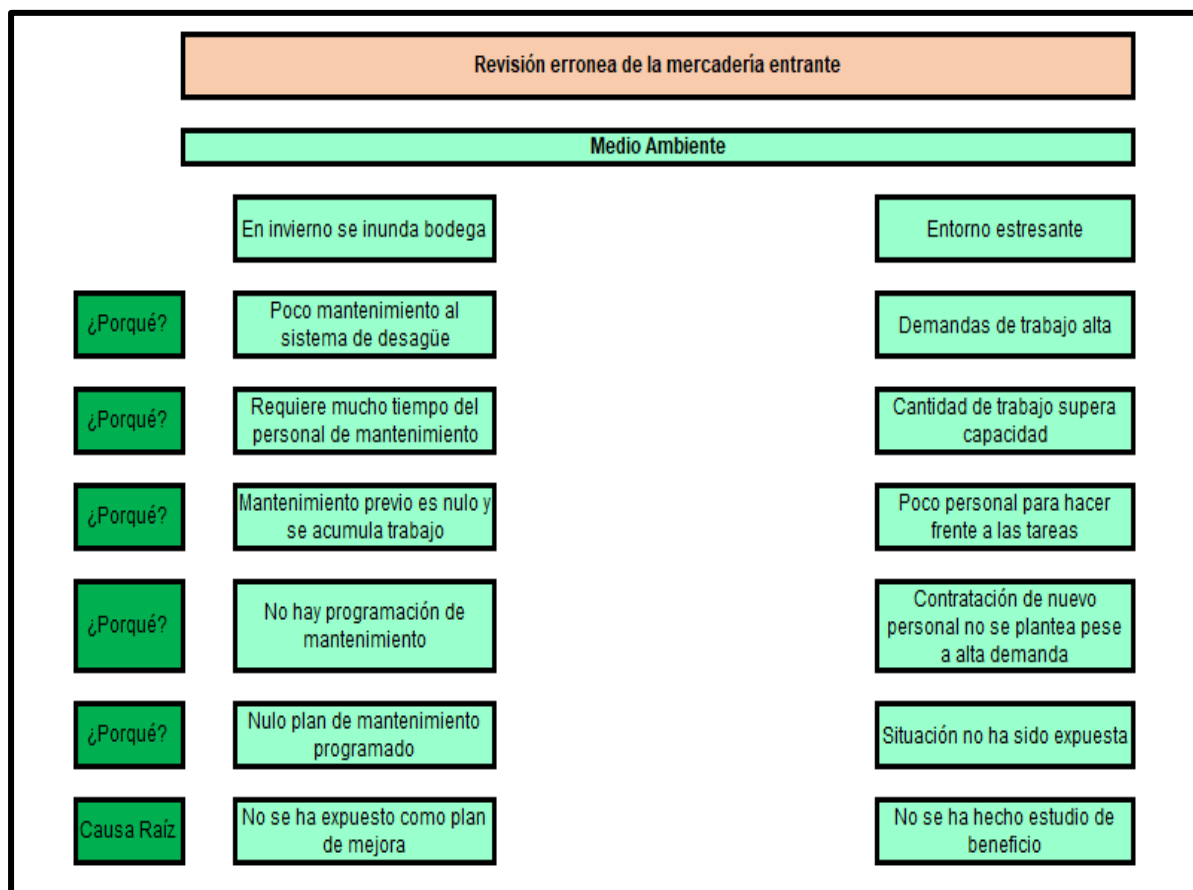 Revisión erronea de la mercadería entrante
Medio Ambiente
En invierno se inunda bodega
Entorno estresante
¿Porqué?
Poco mantenimiento al
sistema de desagüe
Demandas de trabajo alta
¿Porqué?
Requiere mucho tiempo del
personal de mantenimiento
Cantidad de trabajo supera
capacidad
¿Porqué?
Mantenimiento previo es nulo y
se acumula trabajo
Poco personal para hacer
frente a las tareas
¿Porqué?
No hay programación de
mantenimiento
Contratación de nuevo
personal no se plantea pese
a alta demanda
¿Porqué?
Nulo plan de mantenimiento
programado
Situación no ha sido expuesta
Causa Raíz
No se ha expuesto como plan
de mejora
No se ha hecho estudio de
beneficio